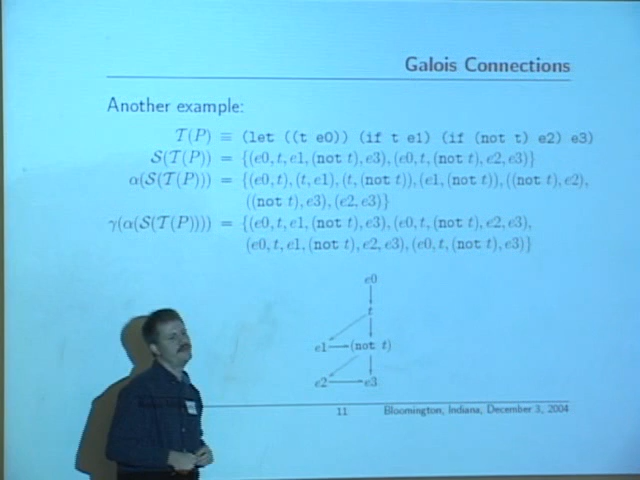 Galois Connections
Another example:
T(P) ≡ (let ((t e0)) (if t e1) (if (not t) e2) e3)
S(T(P)) = {(e0, t, e1, (not t), e3), (e0, t, (not t), e2, e3)}
α(S(T(P))) = {(e0, t), (t, e1), (t, (not t)), (e1, (not t)), ((not t), e2),
((not t), e3), (e2, e3)}
γ(α(S(T(P)))) = {(e0, t, e1, (not t), e3), (e0, t, (not t), e2, e3),
(e0, t, e1, (not t), e2, e3), (e0, t, (not t), e3)}
e0
t
e1 (not t)
e2 e3
11 Bloomington, Indiana, December 3, 2004